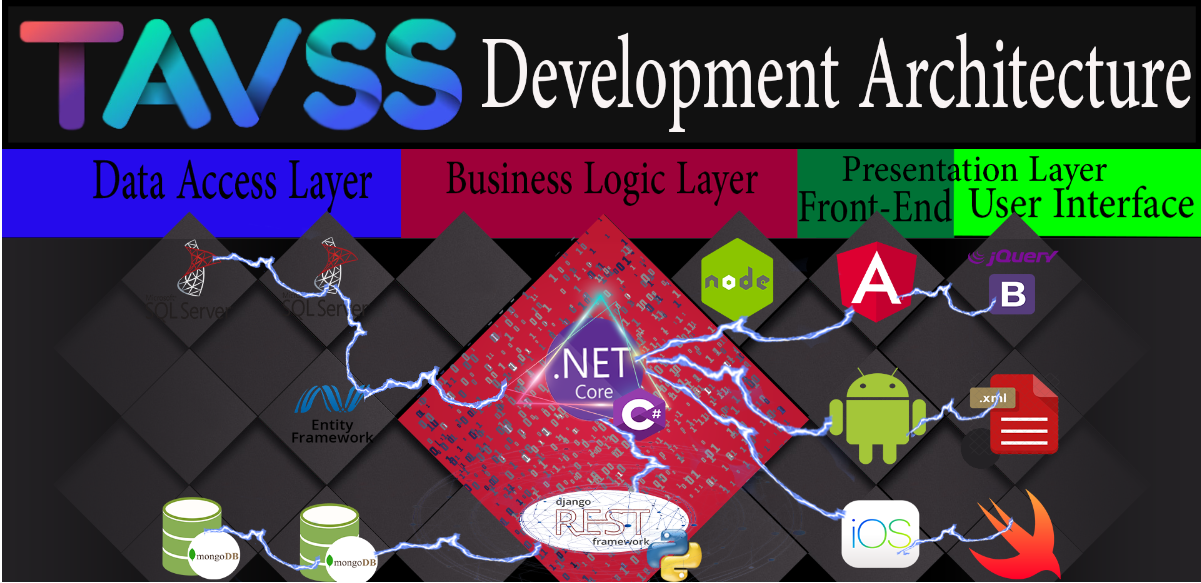 TAVSS Development Architecture
Data Access Layer
Business Logic Layer
Presentation Layer
Front-End
User Interface
SQL Server
SQL Server
node
A
jQuery
B
.NET
Core
C#
Entity
Framework
.xml
mongoDB
mongoDB
django
REST
framework
iOS